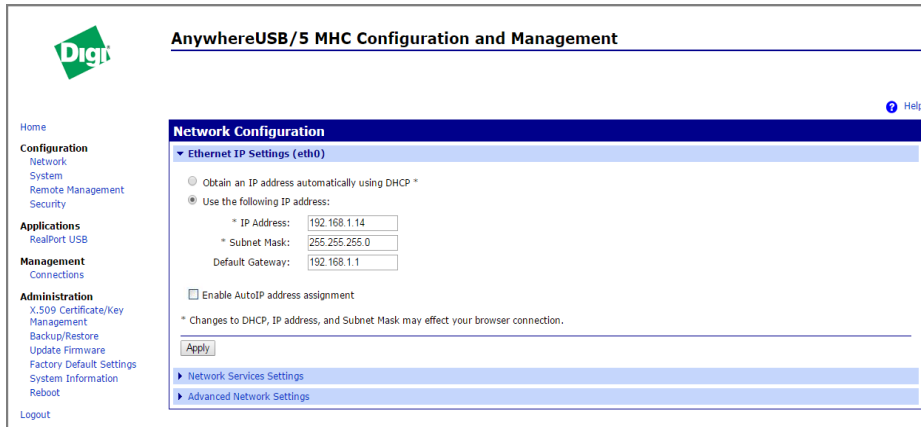 Digi
AnywhereUSB/5 MHC Configuration and Management
Help
Home
Configuration
Network
System
Remote Management
Security
Applications
RealPort USB
Management
Connections
Administration
X.509 Certificate/Key
Management
Backup/Restore
Update Firmware
Factory Default Settings
System Information
Reboot
Logout
Network Configuration
Ethernet IP Settings (eth0)
Obtain an IP address automatically using DHCP *
Use the following IP address:
* IP Address: 192.168.1.14
* Subnet Mask: 255.255.255.0
Default Gateway: 192.168.1.1
Enable AutoIP address assignment
* Changes to DHCP, IP address, and Subnet Mask may effect your browser connection.
Apply
Network Services Settings
Advanced Network Settings